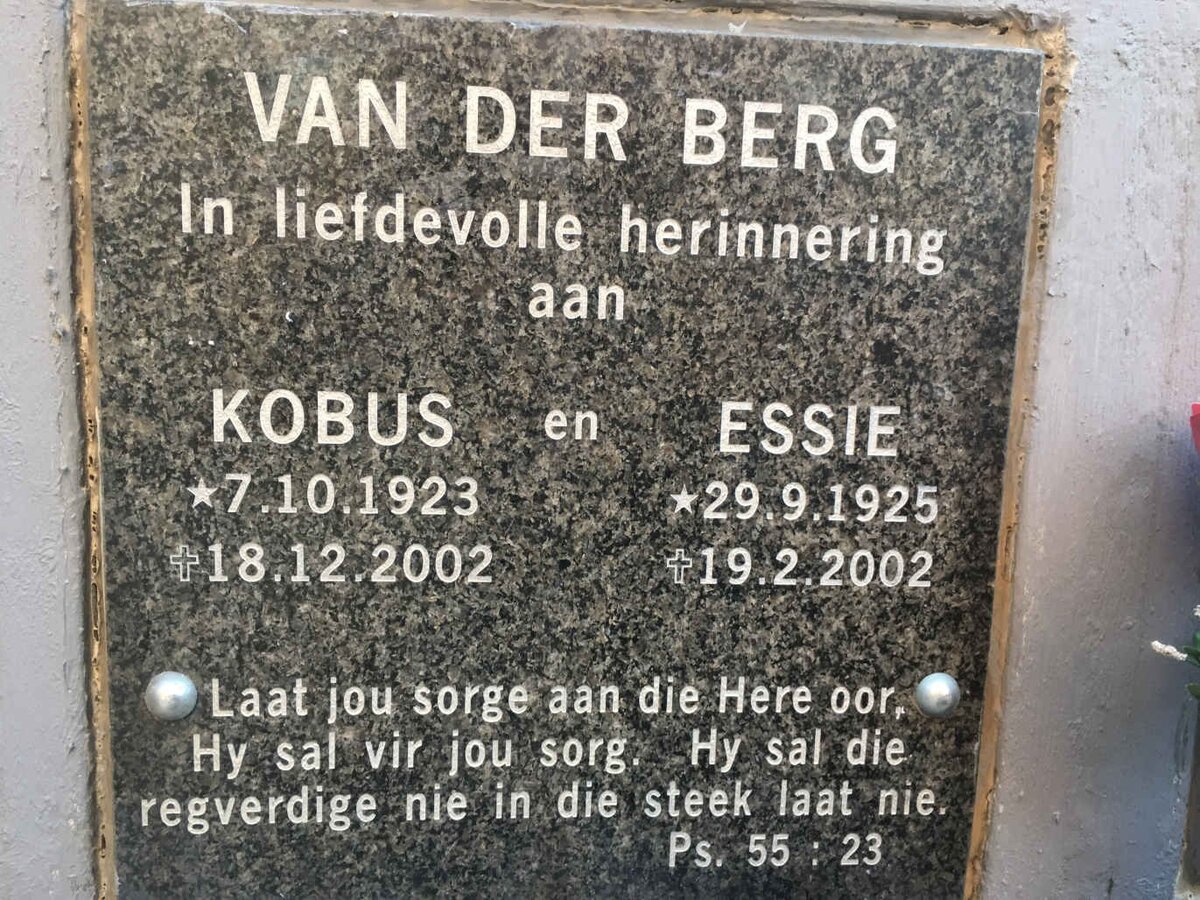 VAN DER BERG
In liefdevolle herinnering
aan
KOBUS en ESSIE
★7.10.1923 ★29.9.1925
✝18.12.2002 ✝19.2.2002
Laat jou sorge aan die Here oor,
Hy sal vir jou sorg. Hy sal die
regverdige nie in die steek laat nie.
Ps. 55 : 23